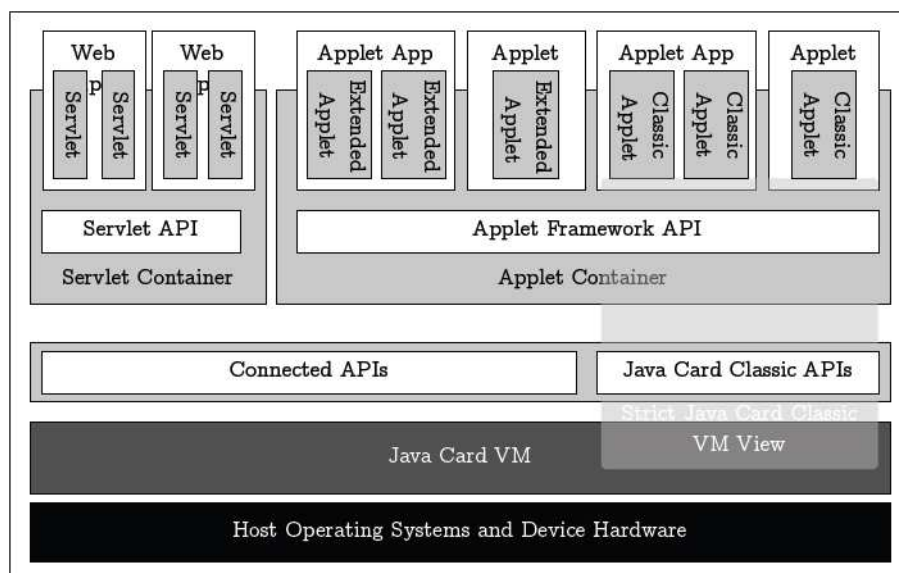 Web
p
Servlet
Servlet
Web
p
Servlet
Servlet
Applet App
Extended
Applet
Extended
Applet
Applet
Extended
Applet
Applet App
Classic
Applet
Classic
Applet
Applet
Classic
Applet
Servlet API
Applet Framework API
Servlet Container
Applet Container
Connected APIs
Java Card Classic APIs
Strict Java Card Classic
VM View
Java Card VM
Host Operating Systems and Device Hardware